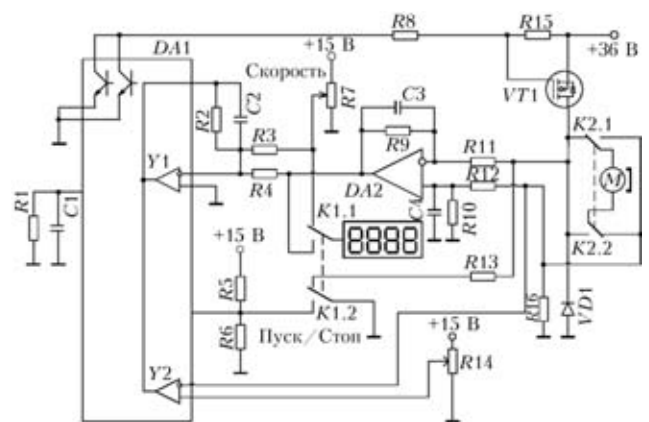 R8
R15
DA1
+15 В
+36 В
Скорость
VT1
C2
R2
R7
C3
K2.1
R3
R9
R11
Y1
R4
DA2
R12
M
R1
C1
K1.1
C4
R10
8888
K2.2
+15 В
R13
R5
K1.2
R16
VD1
R6
Пуск/Стоп
+15 В
Y2
R14